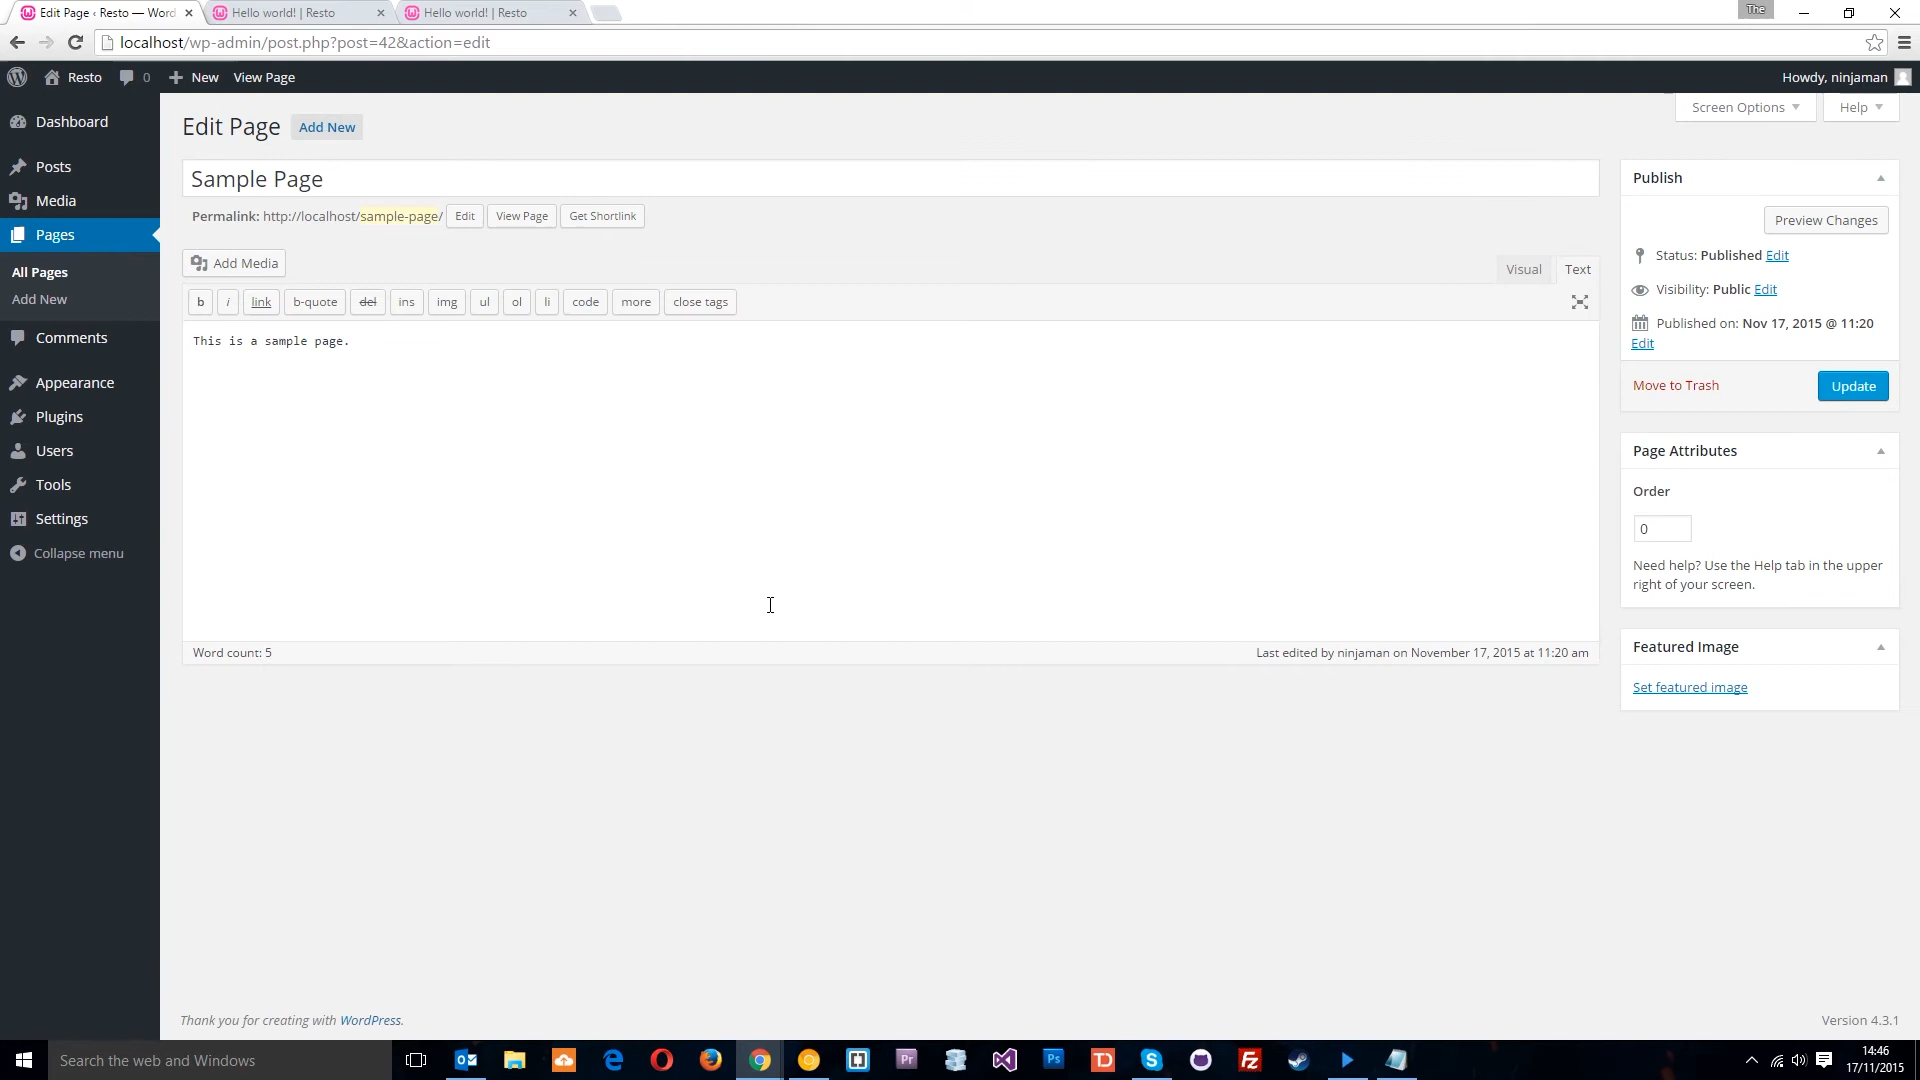 Edit Page ‹ Resto — Word
Hello world! | Resto
Hello world! | Resto
The
localhost/wp-admin/post.php?post=42&action=edit
Resto
0
New
View Page
Howdy, ninjaman
Dashboard
Posts
Media
Pages
All Pages
Add New
Comments
Appearance
Plugins
Users
Tools
Settings
Collapse menu
Screen Options
Help
Edit Page
Add New
Sample Page
Permalink: http://localhost/sample-page/
Edit
View Page
Get Shortlink
Add Media
Visual
Text
b
i
link
b-quote
del
ins
img
ul
ol
li
code
more
close tags
This is a sample page.
Word count: 5
Last edited by ninjaman on November 17, 2015 at 11:20 am
Publish
Preview Changes
Status: Published Edit
Visibility: Public Edit
Published on: Nov 17, 2015 @ 11:20
Edit
Move to Trash
Update
Page Attributes
Order
0
Need help? Use the Help tab in the upper
right of your screen.
Featured Image
Set featured image
Thank you for creating with WordPress.
Version 4.3.1
Search the web and Windows
Pr
Ps
TD
Fz
14:46
17/11/2015